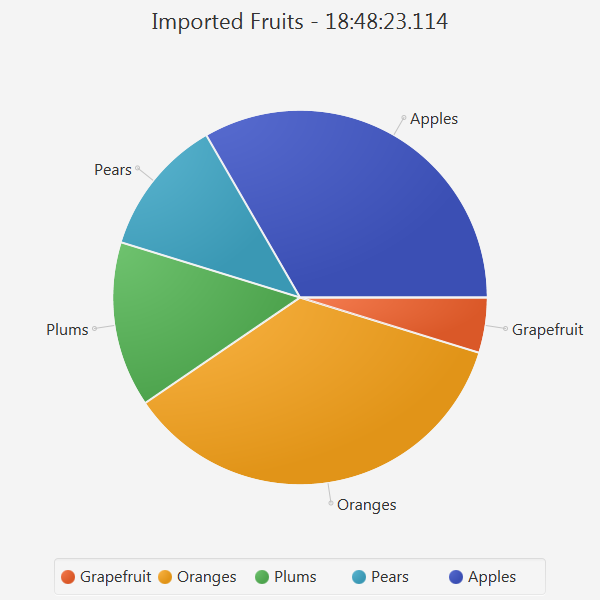 Imported Fruits - 18:48:23.114
Apples
Pears
Plums
Grapefruit
Oranges
Grapefruit Oranges Plums Pears Apples